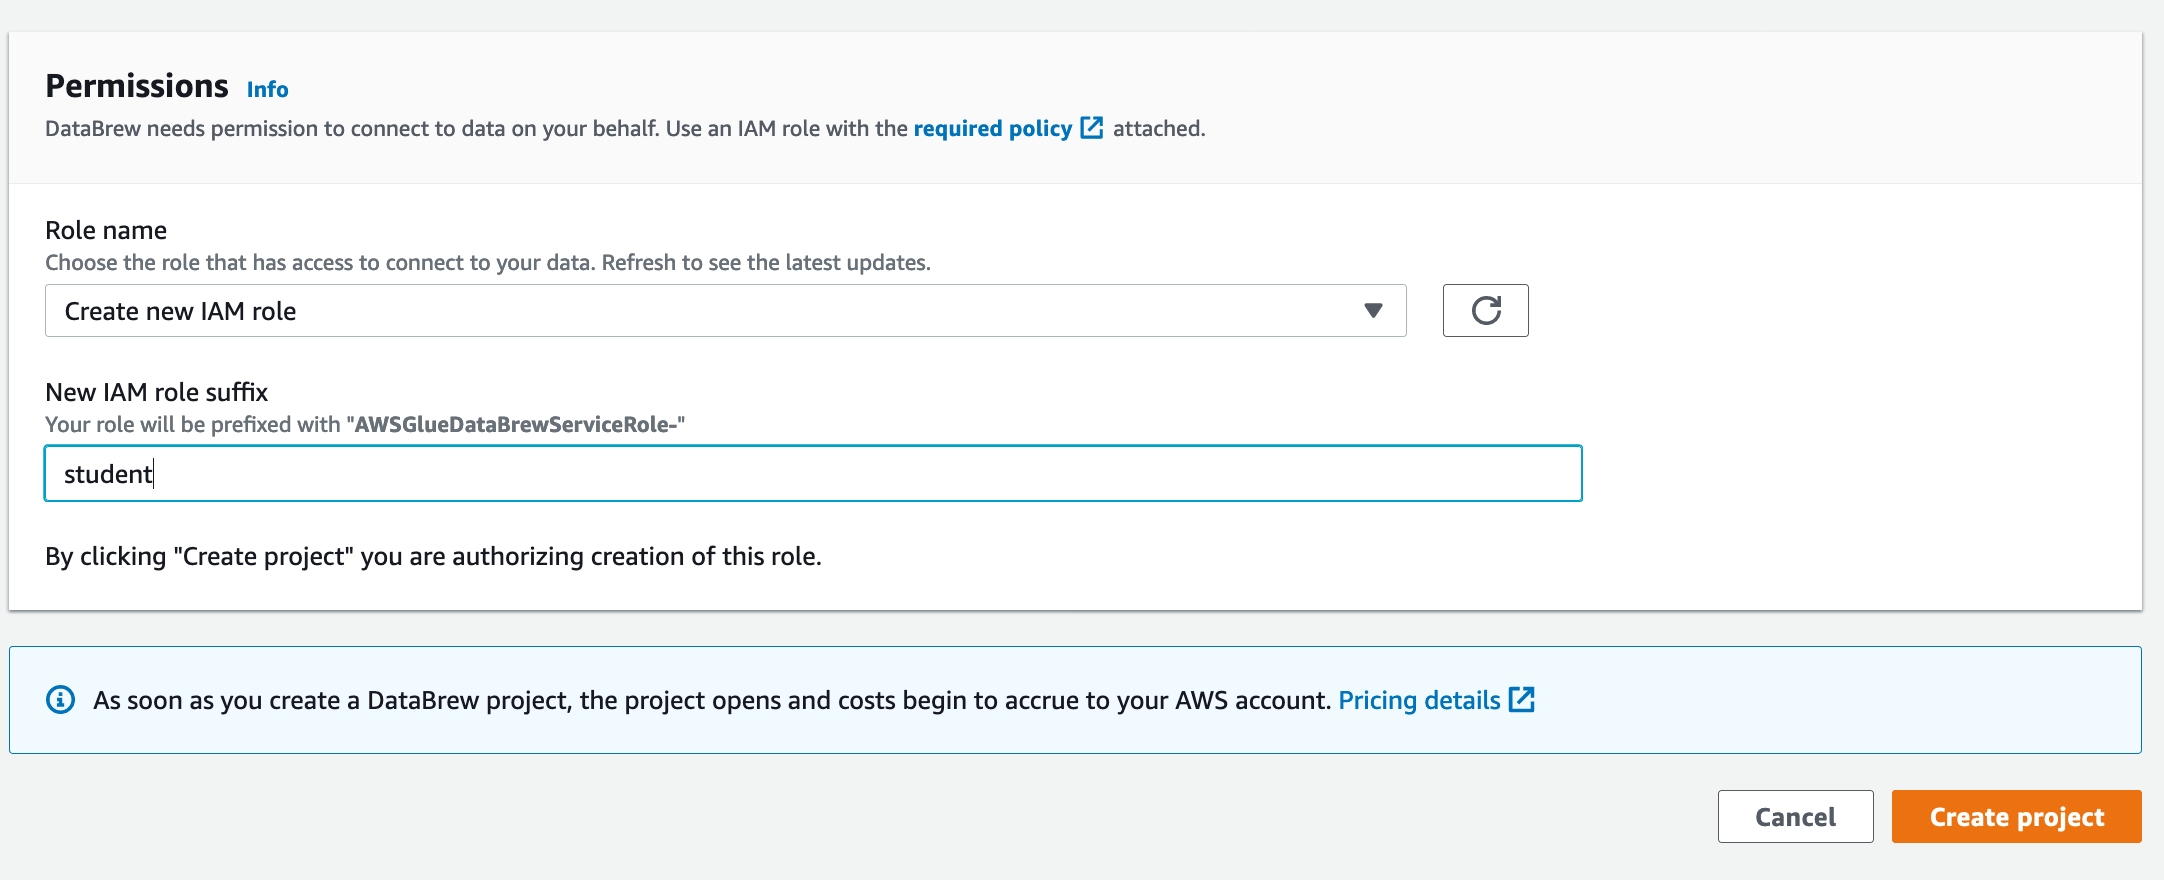 Permissions Info
DataBrew needs permission to connect to data on your behalf. Use an IAM role with the required policy attached.
Role name
Choose the role that has access to connect to your data. Refresh to see the latest updates.
Create new IAM role
New IAM role suffix
Your role will be prefixed with "AWSGlueDataBrewServiceRole-"
student
By clicking "Create project" you are authorizing creation of this role.
As soon as you create a DataBrew project, the project opens and costs begin to accrue to your AWS account. Pricing details
Cancel Create project